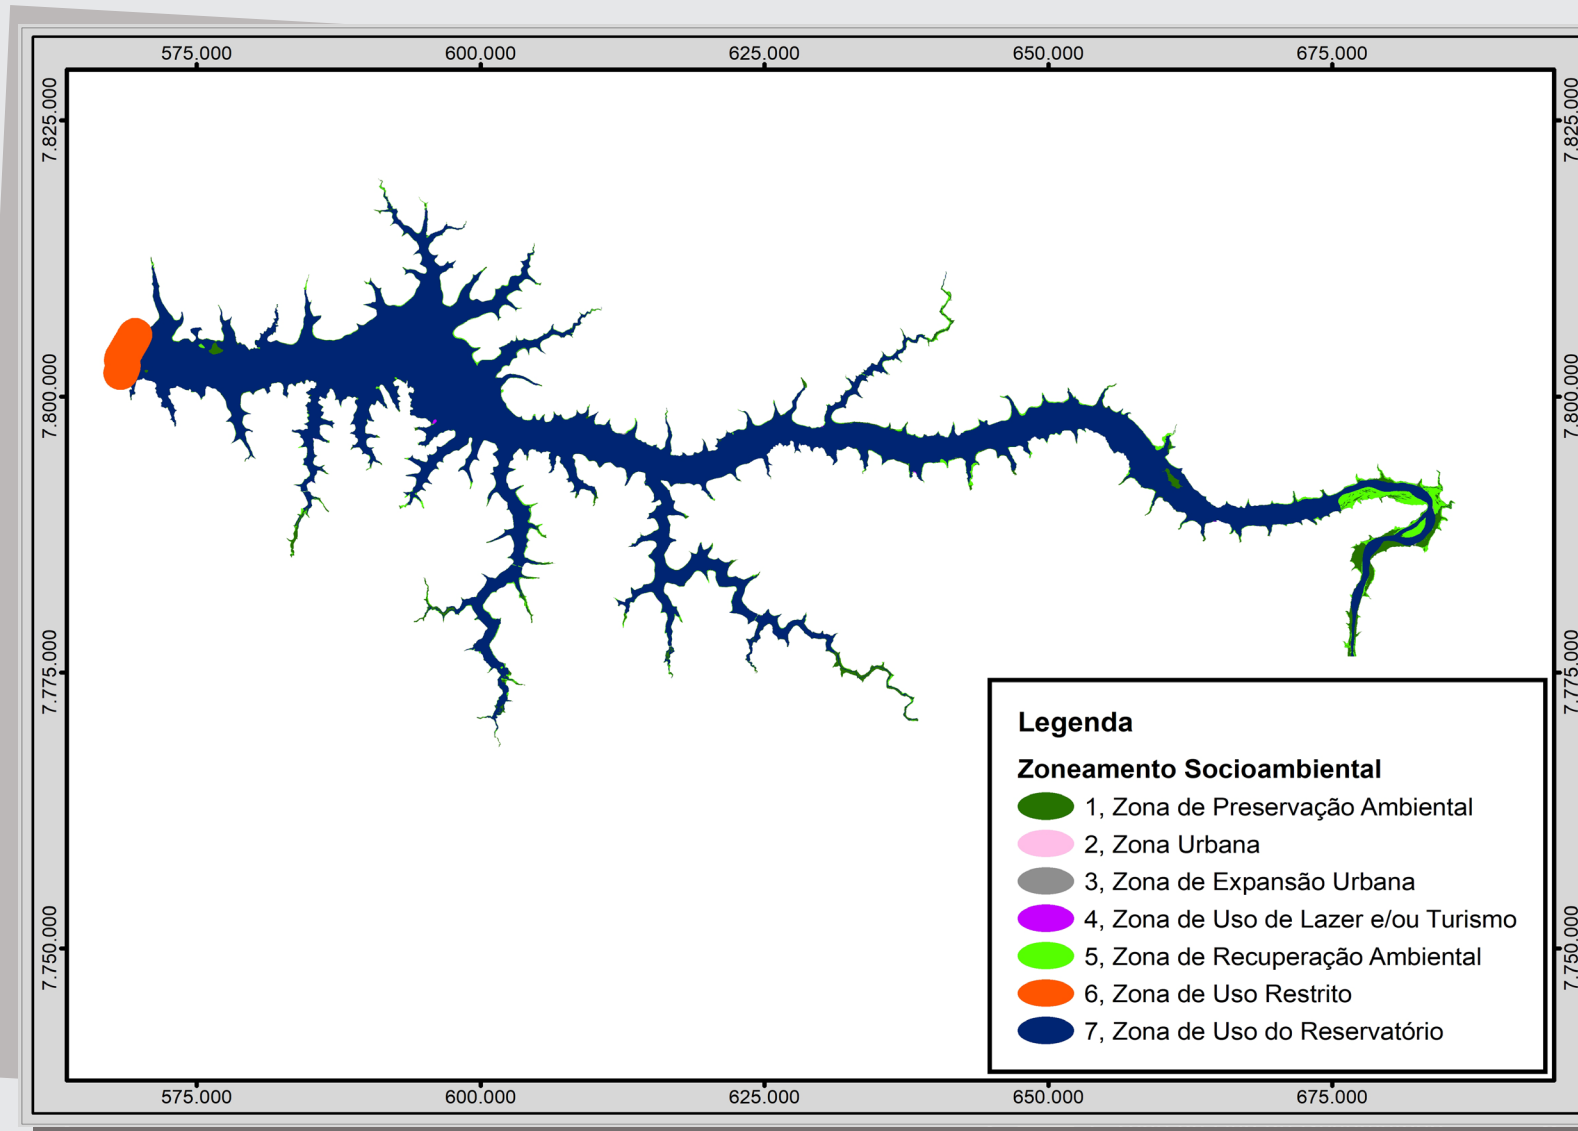 575.000 600.000 625.000 650.000 675.000
7.825.000 7.825.000
7.800.000 7.800.000
7.775.000 7.775.000
7.750.000 7.750.000
Legenda
Zoneamento Socioambiental
1, Zona de Preservação Ambiental
2, Zona Urbana
3, Zona de Expansão Urbana
4, Zona de Uso de Lazer e/ou Turismo
5, Zona de Recuperação Ambiental
6, Zona de Uso Restrito
7, Zona de Uso do Reservatório
575.000 600.000 625.000 650.000 675.000